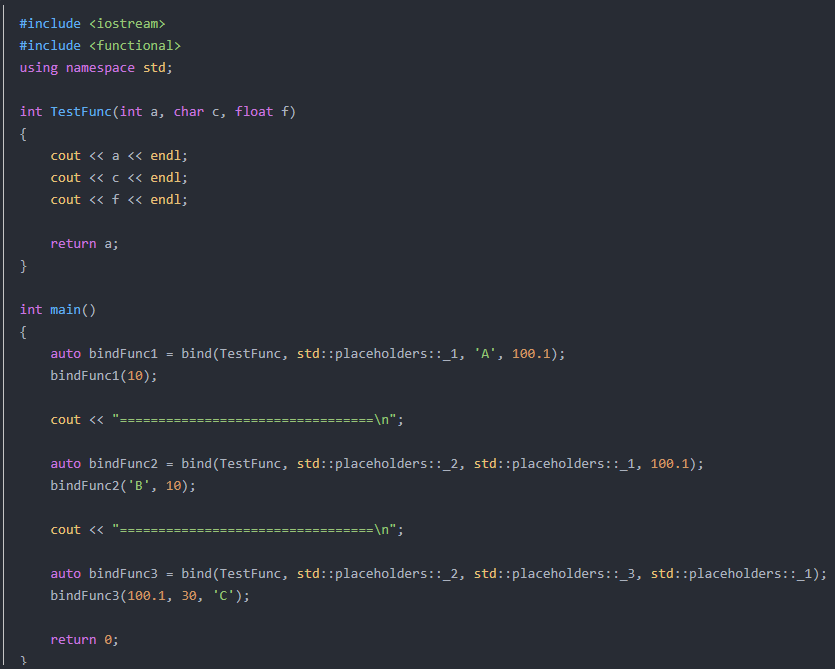 #include <iostream>
#include <functional>
using namespace std;

int TestFunc(int a, char c, float f)
{
    cout << a << endl;
    cout << c << endl;
    cout << f << endl;

    return a;
}

int main()
{
    auto bindFunc1 = bind(TestFunc, std::placeholders::_1, 'A', 100.1);
    bindFunc1(10);

    cout << "=================================\n";

    auto bindFunc2 = bind(TestFunc, std::placeholders::_2, std::placeholders::_1, 100.1);
    bindFunc2('B', 10);

    cout << "=================================\n";

    auto bindFunc3 = bind(TestFunc, std::placeholders::_2, std::placeholders::_3, std::placeholders::_1);
    bindFunc3(100.1, 30, 'C');

    return 0;
}